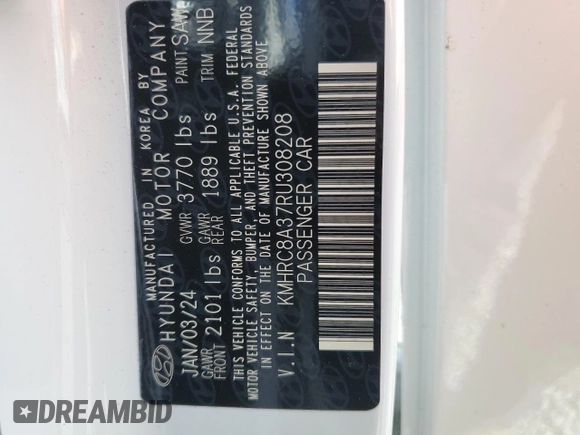 MANUFACTURED IN KOREA BY
HYUNDAI MOTOR COMPANY
JAN/03/24 GVWR 3770 lbs PAINT SAW
GAWR FRONT 2101 lbs GAWR REAR 1889 lbs TRIM NNB
THIS VEHICLE CONFORMS TO ALL APPLICABLE U.S.A. FEDERAL
MOTOR VEHICLE SAFETY, BUMPER, AND THEFT PREVENTION STANDARDS
IN EFFECT ON THE DATE OF MANUFACTURE SHOWN ABOVE
V.I.N KMHRC8A37RU308208
PASSENGER CAR
DREAMBID